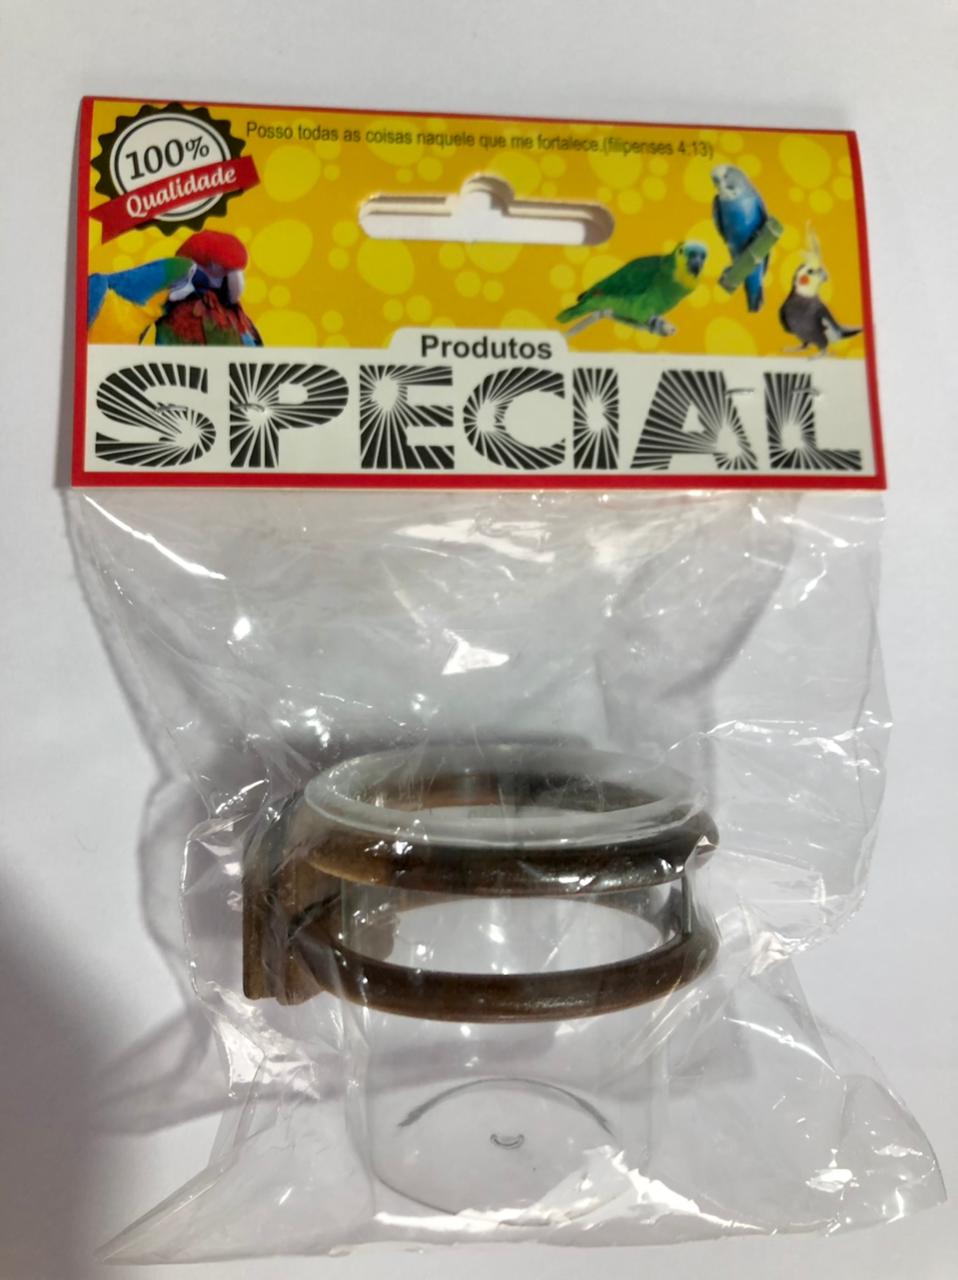 Posso todas as coisas naquele que me fortalece.(filipenses 4:13)
100%
Qualidade
Produtos
SPECIAL